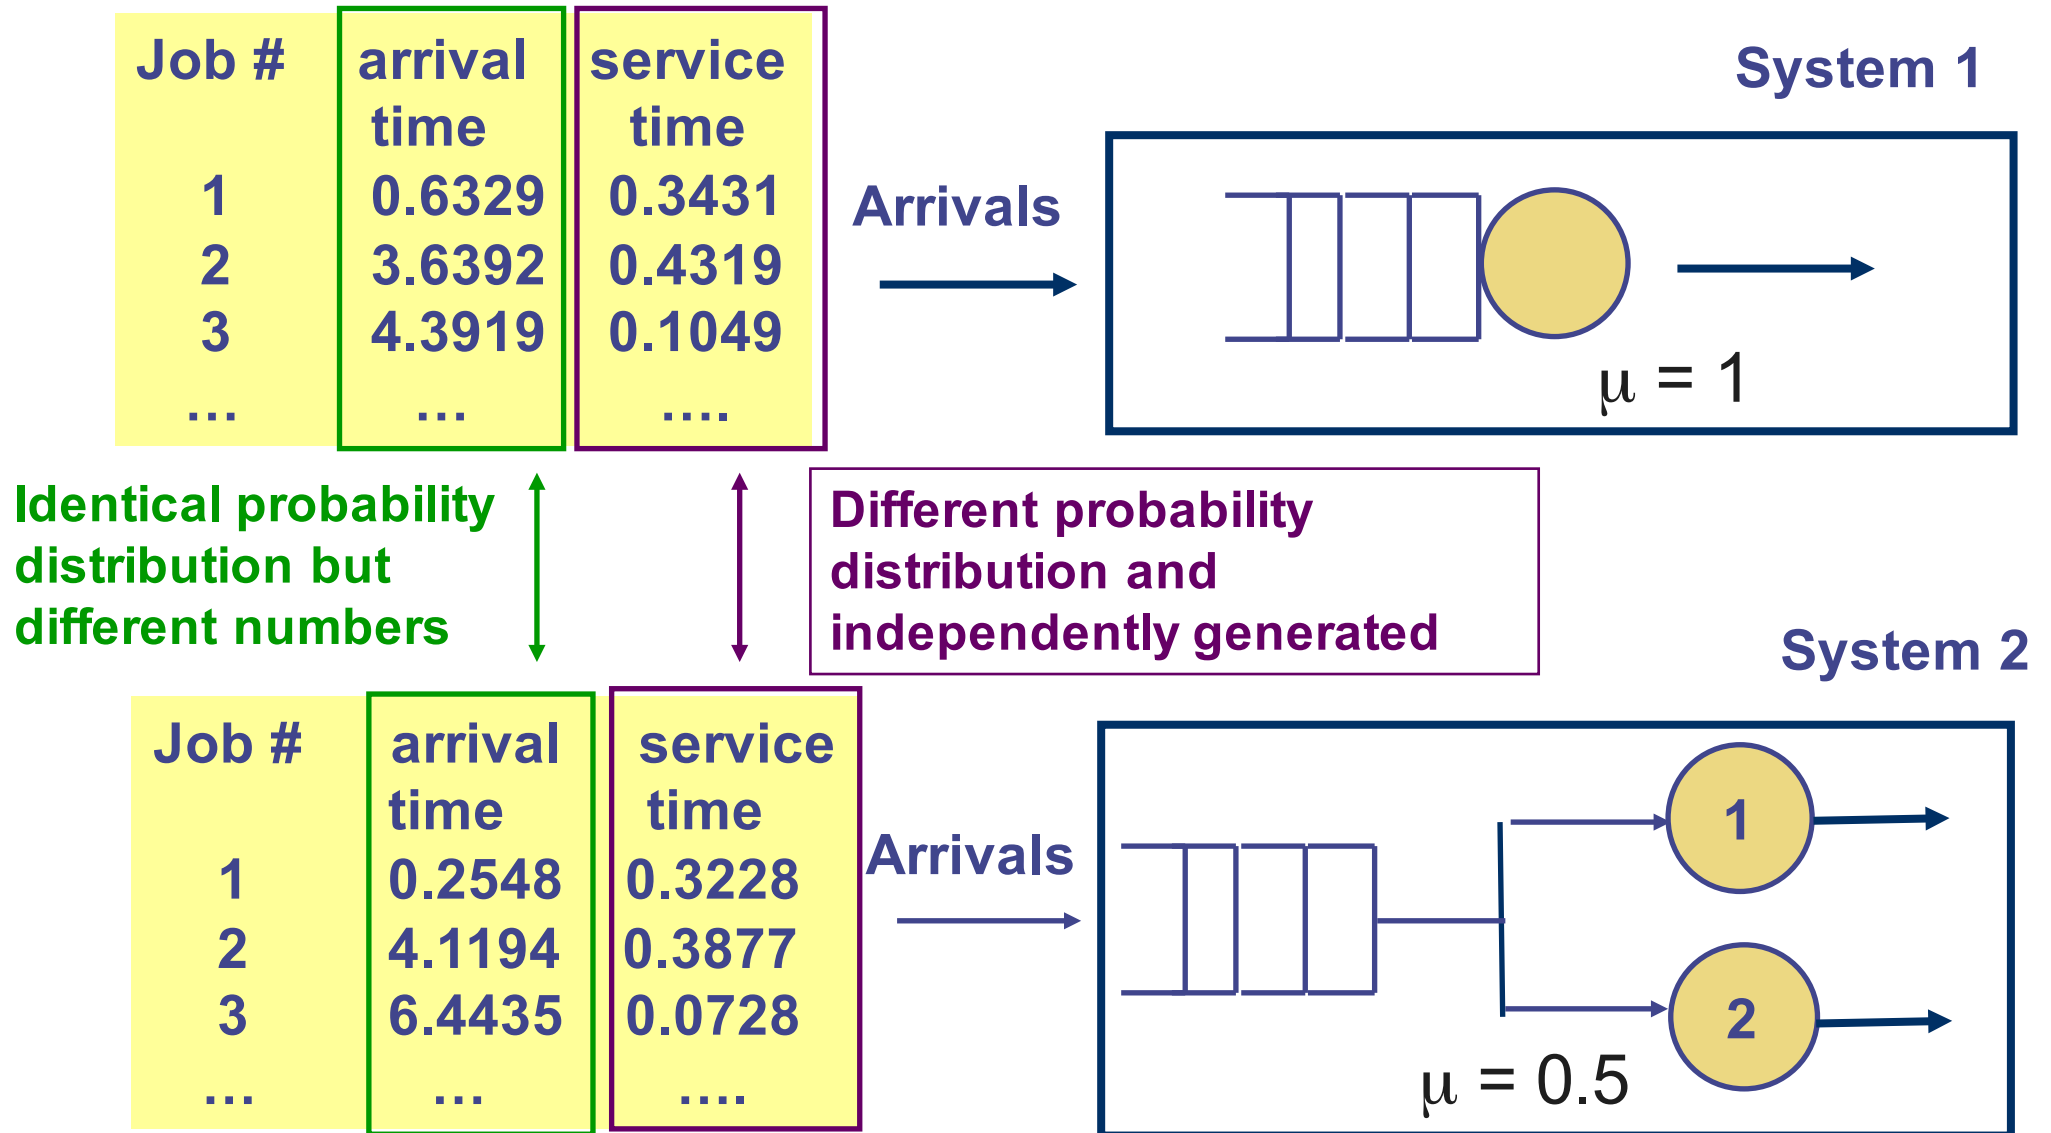 Job # arrival service
time time
1 0.6329 0.3431
2 3.6392 0.4319
3 4.3919 0.1049
... ... ....
Arrivals
System 1
μ = 1
Identical probability
distribution but
different numbers
Different probability
distribution and
independently generated
Job # arrival service
time time
1 0.2548 0.3228
2 4.1194 0.3877
3 6.4435 0.0728
... ... ....
Arrivals
System 2
1
2
μ = 0.5